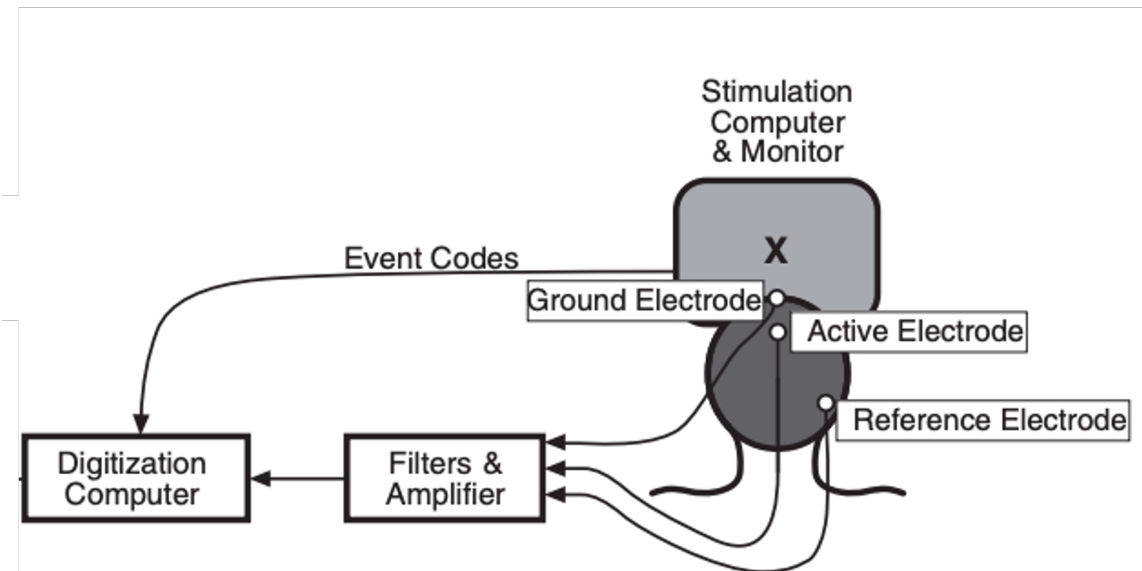 Stimulation
Computer
& Monitor
X
Event Codes
Ground Electrode
Active Electrode
Reference Electrode
Digitization
Computer
Filters &
Amplifier